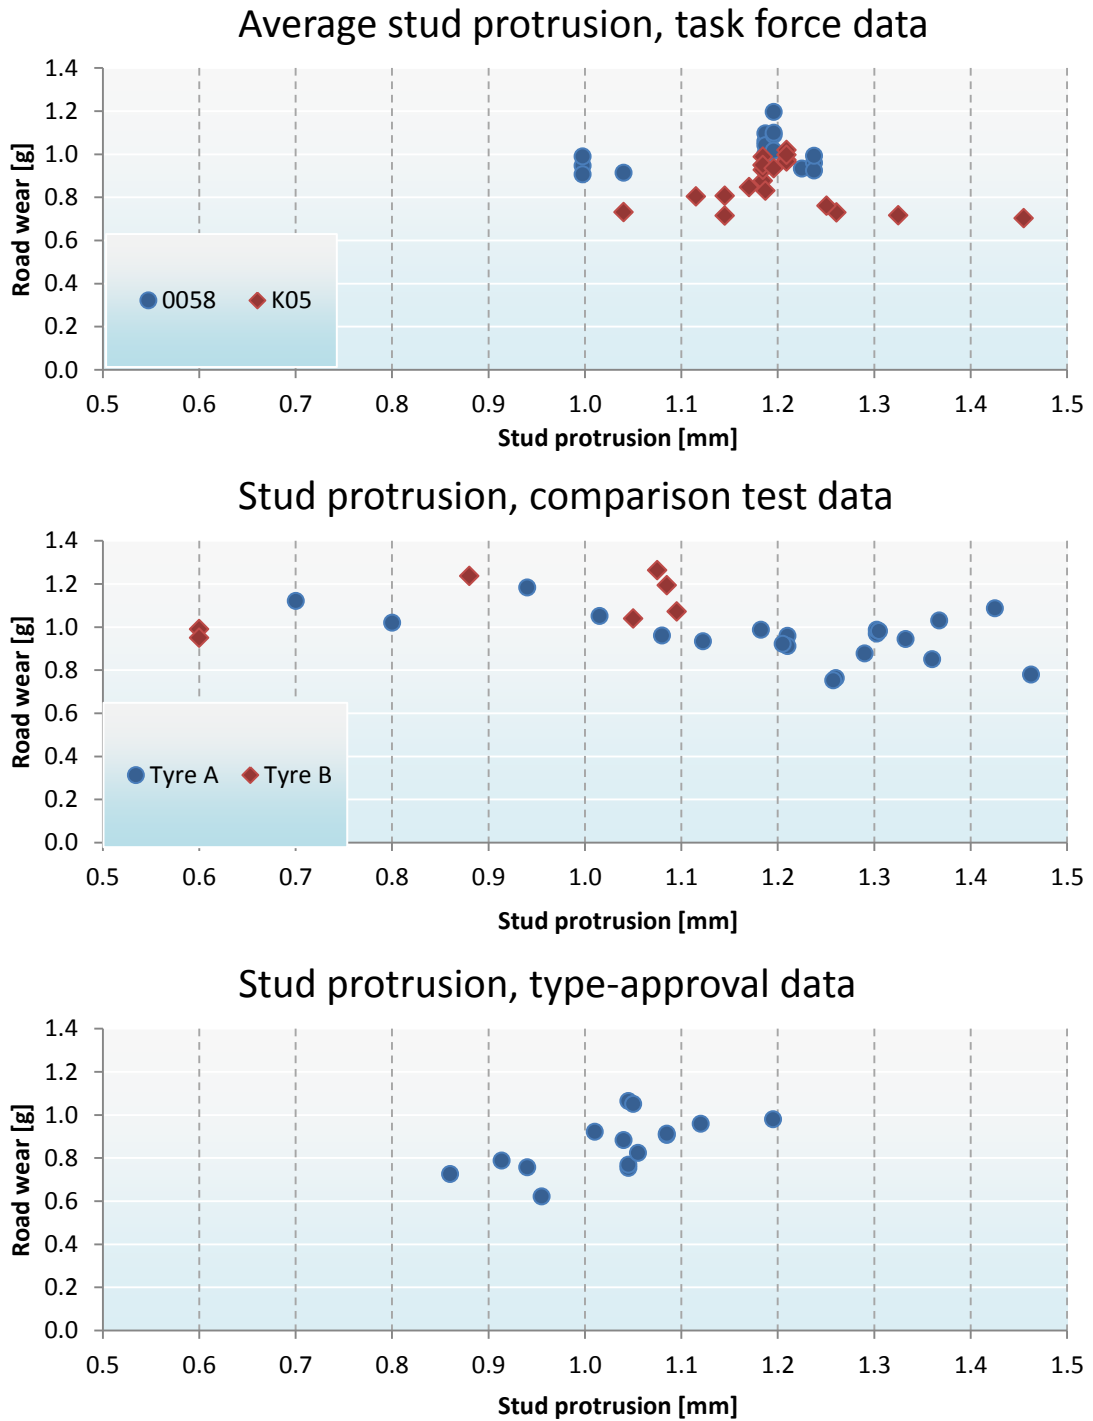 Average stud protrusion, task force data
Road wear [g]
1.4
1.2
1.0
0.8
0.6
0.4
0.2
0.0
0058 K05
0.5 0.6 0.7 0.8 0.9 1.0 1.1 1.2 1.3 1.4 1.5
Stud protrusion [mm]
Stud protrusion, comparison test data
Road wear [g]
1.4
1.2
1.0
0.8
0.6
0.4
0.2
0.0
Tyre A Tyre B
0.5 0.6 0.7 0.8 0.9 1.0 1.1 1.2 1.3 1.4 1.5
Stud protrusion [mm]
Stud protrusion, type-approval data
Road wear [g]
1.4
1.2
1.0
0.8
0.6
0.4
0.2
0.0
0.5 0.6 0.7 0.8 0.9 1.0 1.1 1.2 1.3 1.4 1.5
Stud protrusion [mm]